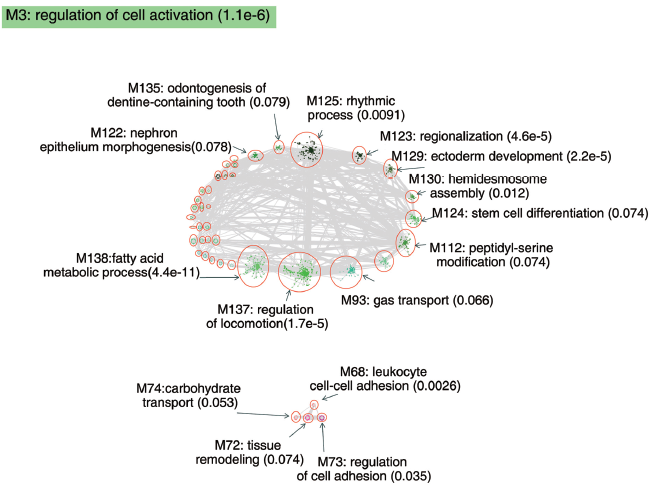 M3: regulation of cell activation (1.1e-6)
M135: odontogenesis of
dentine-containing tooth (0.079)
M125: rhythmic
process (0.0091)
M122: nephron
epithelium morphogenesis(0.078)
M123: regionalization (4.6e-5)
M129: ectoderm development (2.2e-5)
M130: hemidesmosome
assembly (0.012)
M124: stem cell differentiation (0.074)
M112: peptidyl-serine
modification (0.074)
M138:fatty acid
metabolic process(4.4e-11)
M137: regulation
of locomotion(1.7e-5)
M93: gas transport (0.066)
M68: leukocyte
cell-cell adhesion (0.0026)
M74:carbohydrate
transport (0.053)
M72: tissue
remodeling (0.074)
M73: regulation
of cell adhesion (0.035)